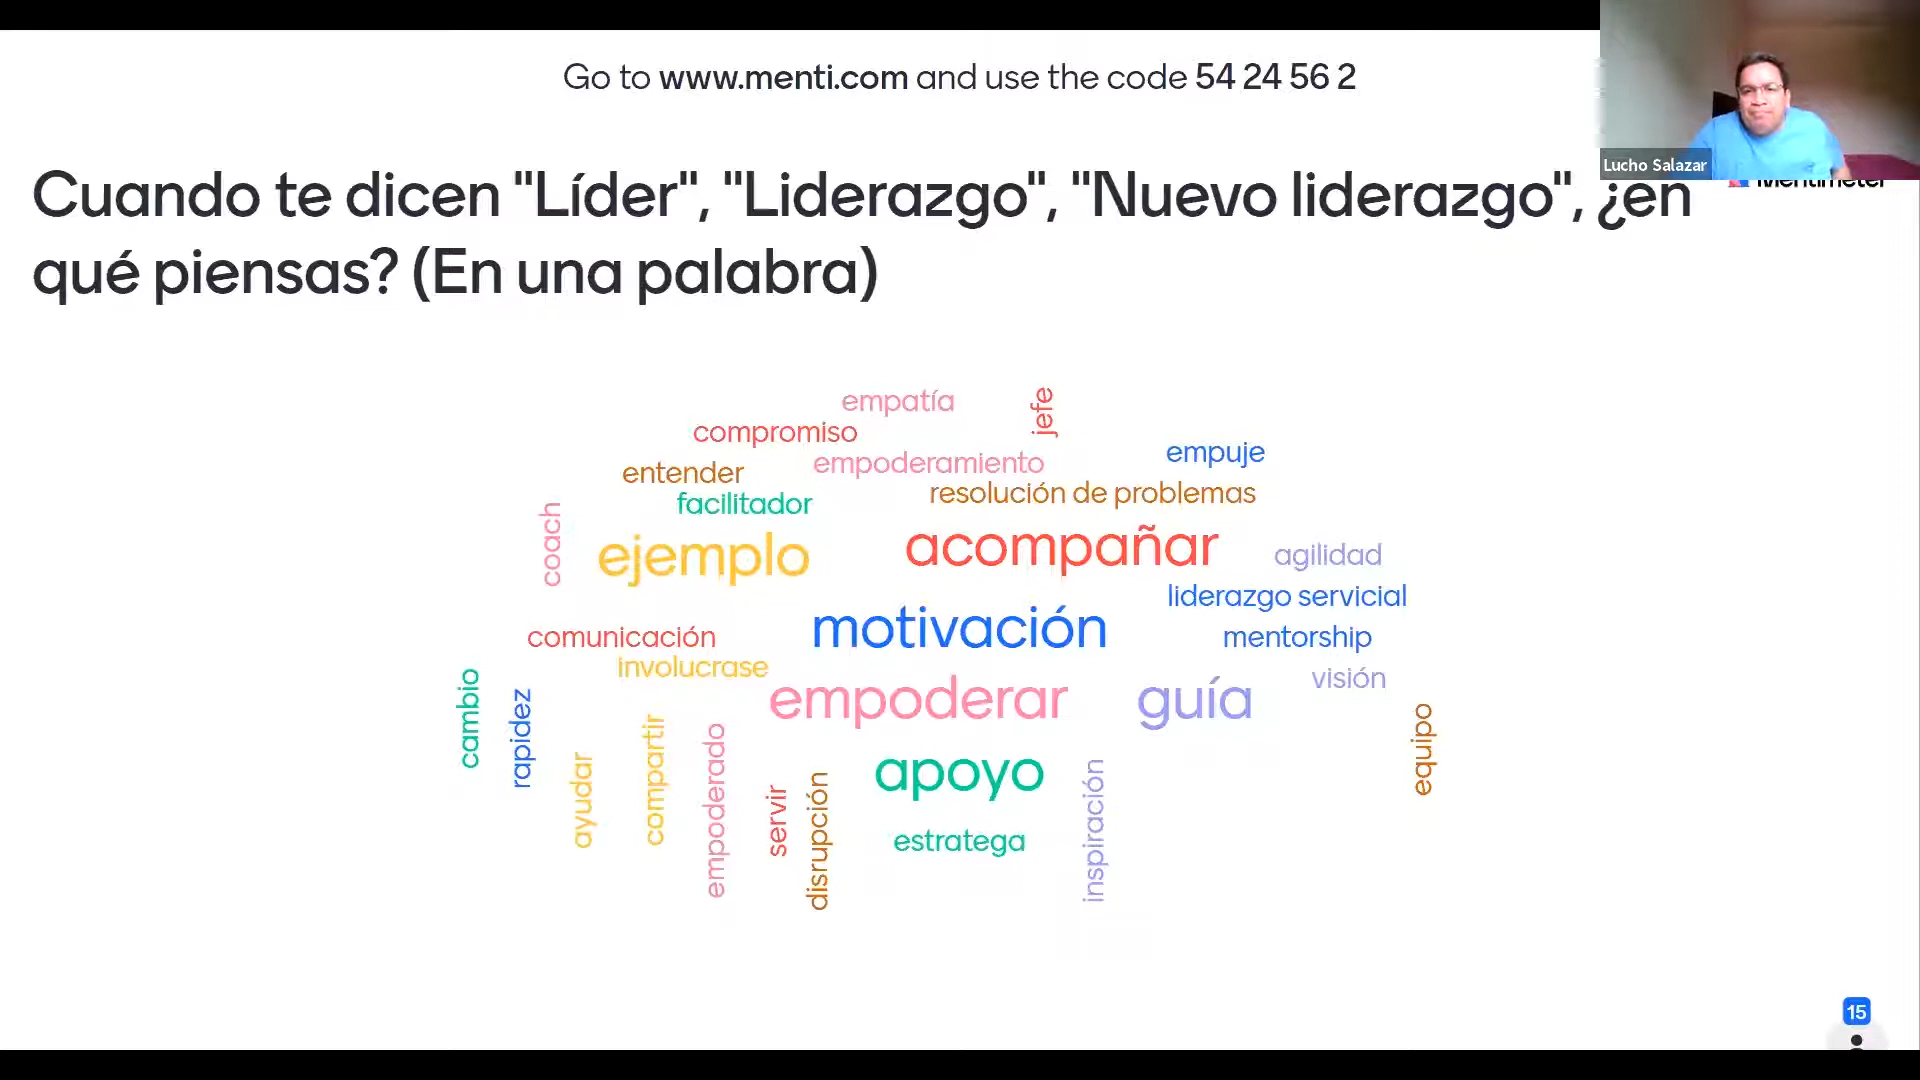 Go to www.menti.com and use the code 54 24 56 2
Lucho Salazar
Mentimeter
Cuando te dicen "Líder", "Liderazgo", "Nuevo liderazgo", ¿en
qué piensas? (En una palabra)
empatía
jefe
compromiso
empuje
empoderamiento
entender
resolución de problemas
facilitador
coach
ejemplo
acompañar
agilidad
liderazgo servicial
motivación
comunicación
mentorship
involucrase
visión
empoderar
guía
cambio
rapidez
equipo
ayudar
compartir
empoderado
servir
disrupción
apoyo
estratega
inspiración
15